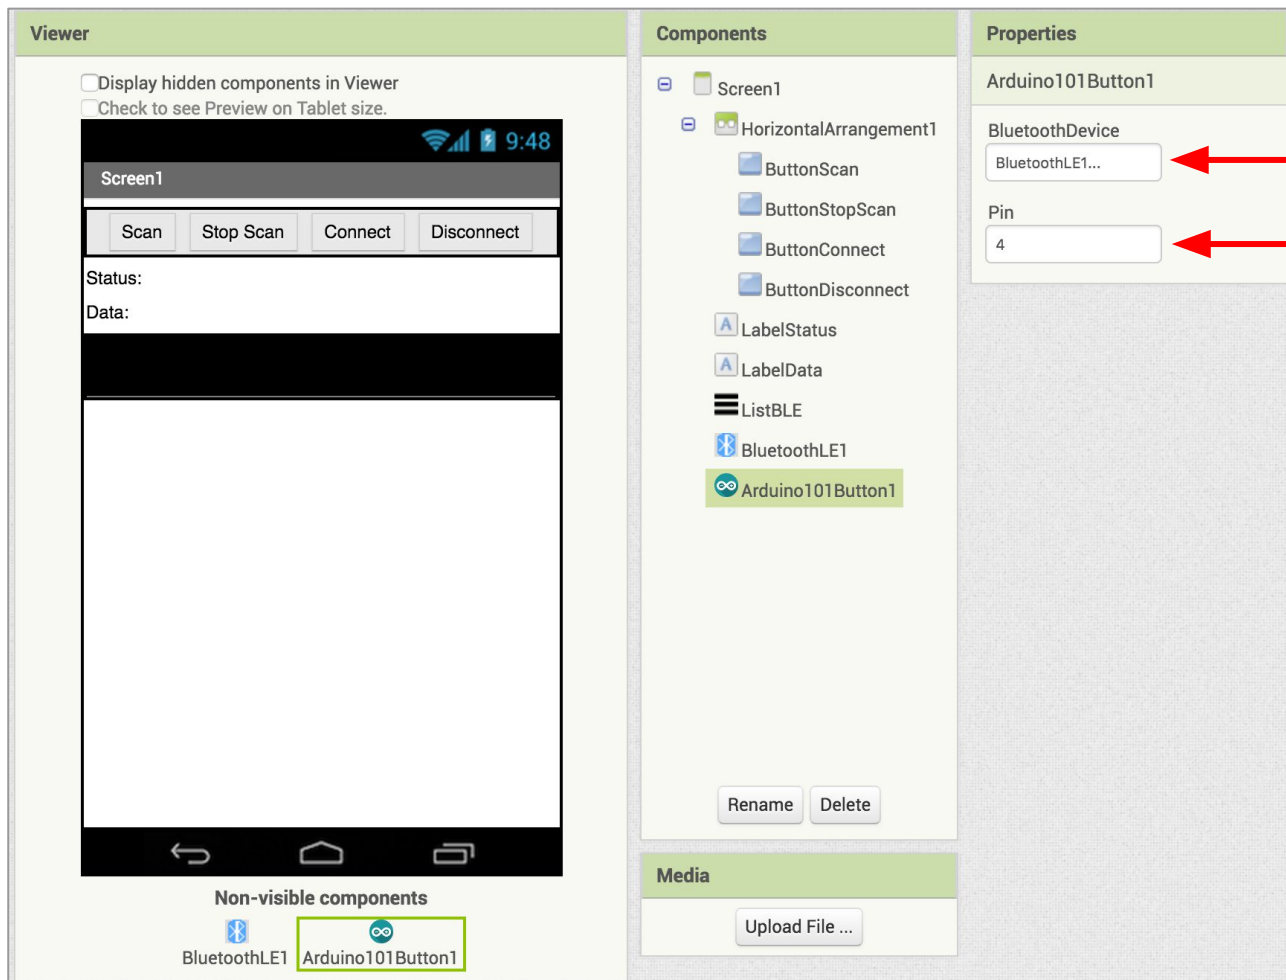 Viewer
Display hidden components in Viewer
Check to see Preview on Tablet size.
9:48
Screen1
Scan
Stop Scan
Connect
Disconnect
Status:
Data:
Non-visible components
BluetoothLE1
Arduino101Button1
Components
Screen1
HorizontalArrangement1
ButtonScan
ButtonStopScan
ButtonConnect
ButtonDisconnect
LabelStatus
LabelData
ListBLE
BluetoothLE1
Arduino101Button1
Rename
Delete
Media
Upload File ...
Properties
Arduino101Button1
BluetoothDevice
BluetoothLE1...
Pin
4